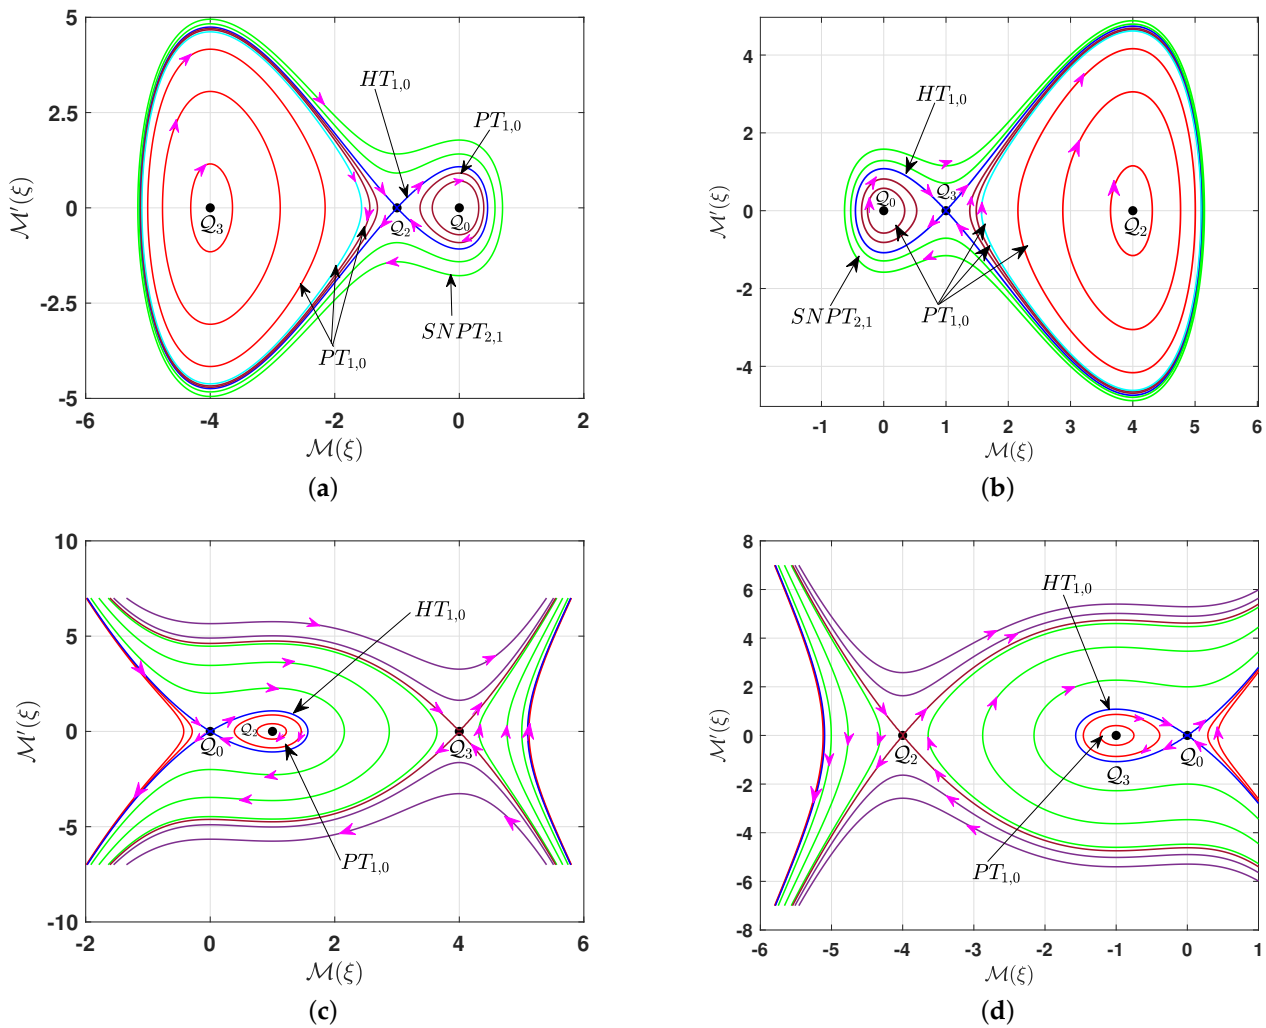 5
2.5
0
-2.5
-5
-6
-4
-2
0
2
M'(ξ)
M(ξ)
HT1,0
PT1,0
Q3
Q2
Q0
PT1,0
SNPT2,1
(a)
4
2
0
-2
-4
-1
0
1
2
3
4
5
6
M'(ξ)
M(ξ)
HT1,0
Q0
Q3
Q2
SNPT2,1
PT1,0
(b)
10
5
0
-5
-10
-2
0
2
4
6
M'(ξ)
M(ξ)
HT1,0
Q0
Q2
Q3
PT1,0
(c)
8
6
4
2
0
-2
-4
-6
-8
-6
-5
-4
-3
-2
-1
0
1
M'(ξ)
M(ξ)
HT1,0
Q2
Q3
Q0
PT1,0
(d)